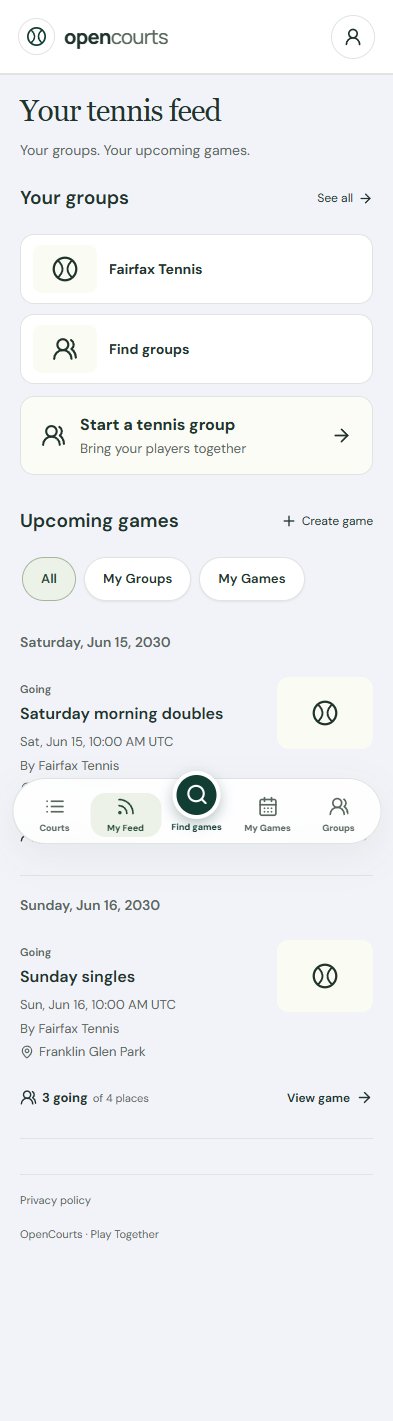 opencourts
Your tennis feed
Your groups. Your upcoming games.
Your groups
See all
Fairfax Tennis
Find groups
Start a tennis group
Bring your players together
Upcoming games
Create game
All
My Groups
My Games
Saturday, Jun 15, 2030
Going
Saturday morning doubles
Sat, Jun 15, 10:00 AM UTC
By Fairfax Tennis
Courts
My Feed
Find games
My Games
Groups
Sunday, Jun 16, 2030
Going
Sunday singles
Sun, Jun 16, 10:00 AM UTC
By Fairfax Tennis
Franklin Glen Park
3 going of 4 places
View game
Privacy policy
OpenCourts · Play Together